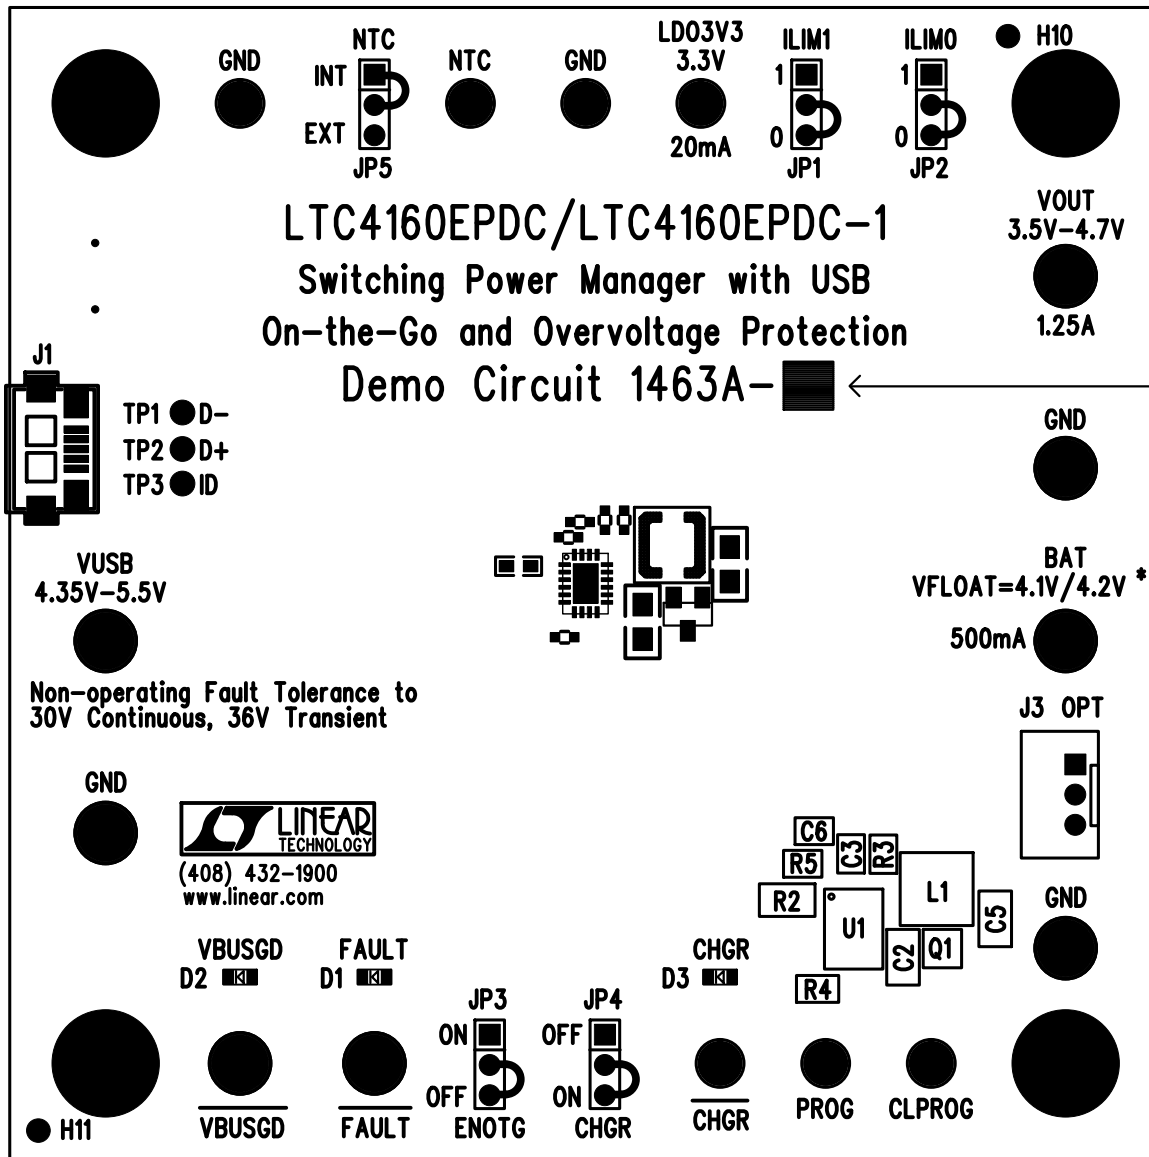 GND
NTC
INT
EXT
JP5
NTC
GND
LDO3V3
3.3V
20mA
ILIM1
1
0
JP1
ILIM0
1
0
JP2
H10
LTC4160EPDC/LTC4160EPDC-1
Switching Power Manager with USB
On-the-Go and Overvoltage Protection
Demo Circuit 1463A-
VOUT
3.5V-4.7V
1.25A
J1
TP1 D-
TP2 D+
TP3 ID
GND
VUSB
4.35V-5.5V
BAT
VFLOAT=4.1V/4.2V *
500mA
Non-operating Fault Tolerance to
30V Continuous, 36V Transient
J3 OPT
GND
LINEAR
TECHNOLOGY
(408) 432-1900
www.linear.com
C6
R5
C3
R3
R2
U1
L1
C5
C2
Q1
R4
GND
VBUSGD
D2
FAULT
D1
CHGR
D3
JP3
ON
OFF
ENOTG
JP4
OFF
ON
CHGR
H11
VBUSGD
FAULT
CHGR
PROG
CLPROG